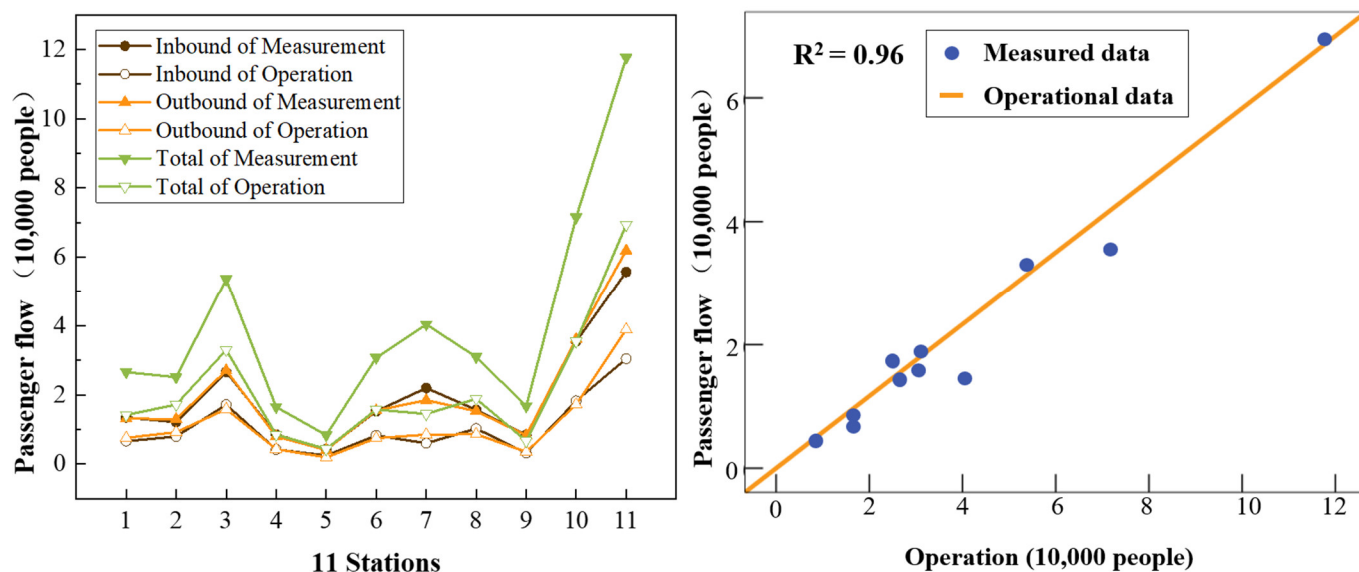 Inbound of Measurement
Inbound of Operation
Outbound of Measurement
Outbound of Operation
Total of Measurement
Total of Operation
Passenger flow （10,000 people)
12
10
8
6
4
2
0
1 2 3 4 5 6 7 8 9 10 11
11 Stations
R² = 0.96
Measured data
Operational data
Passenger flow （10,000 people)
6
4
2
0
0 2 4 6 8 10 12
Operation (10,000 people)